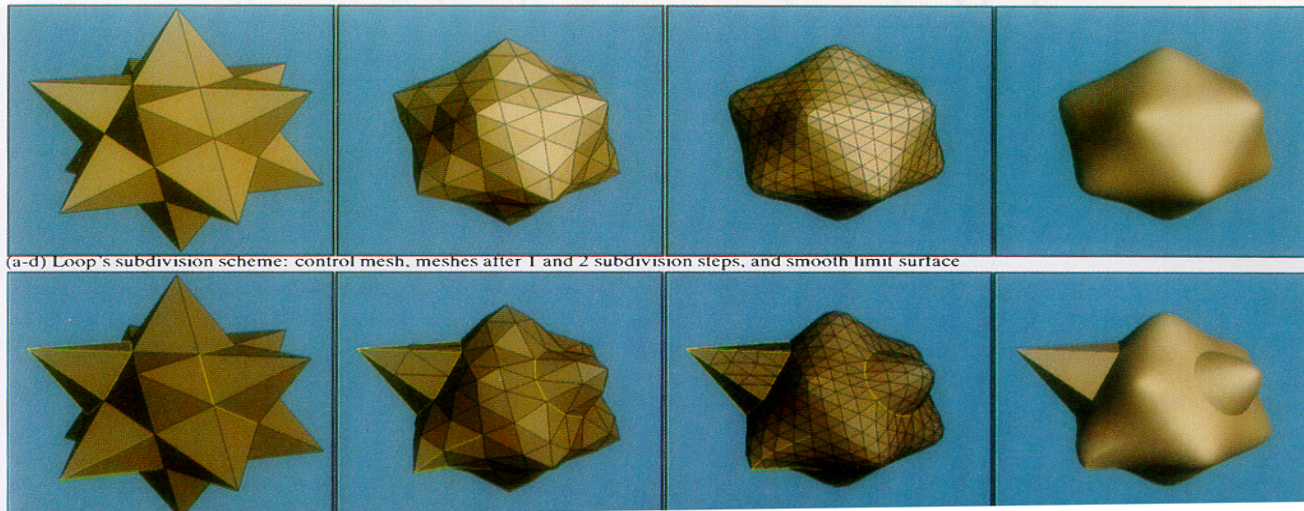 (a-d) Loop's subdivision scheme: control mesh, meshes after 1 and 2 subdivision steps, and smooth limit surface